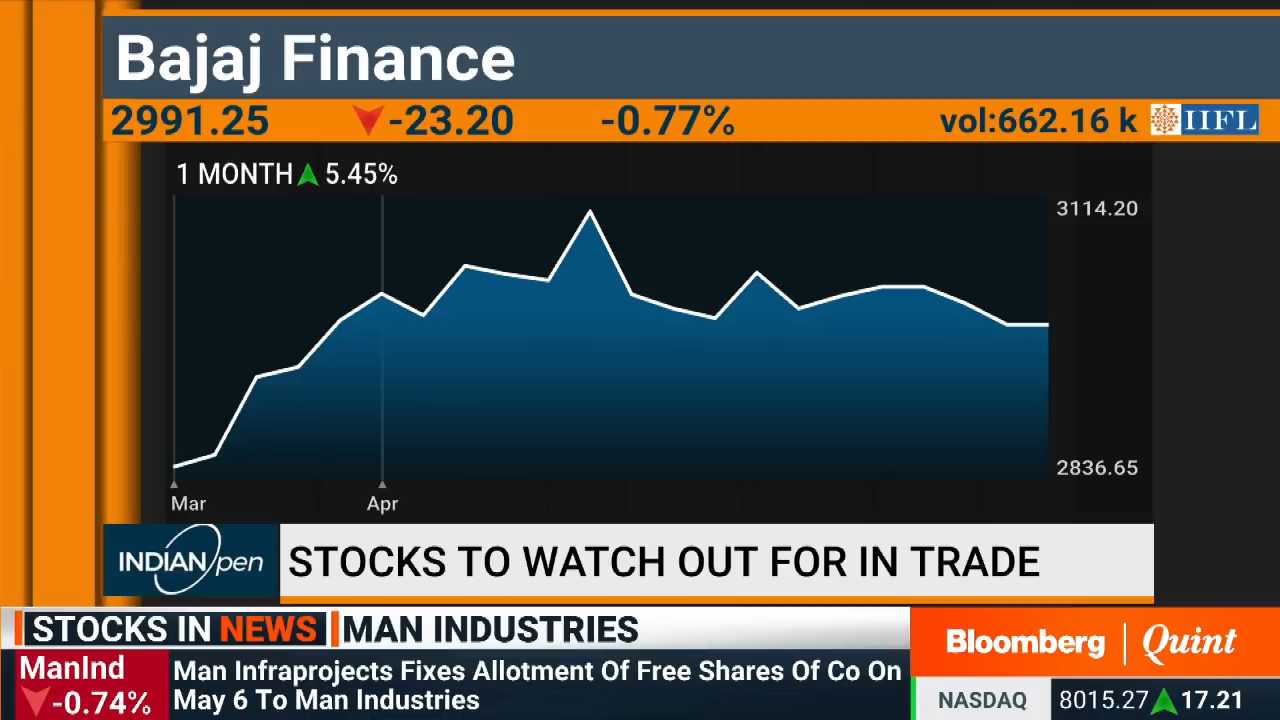 Bajaj Finance
2991.25 -23.20 -0.77% vol:662.16 k IIFL
1 MONTH 5.45%
3114.20
2836.65
Mar Apr
INDIAN pen STOCKS TO WATCH OUT FOR IN TRADE
STOCKS IN NEWS MAN INDUSTRIES
Bloomberg Quint
ManInd
-0.74%
Man Infraprojects Fixes Allotment Of Free Shares Of Co On
May 6 To Man Industries
NASDAQ 8015.27 17.21